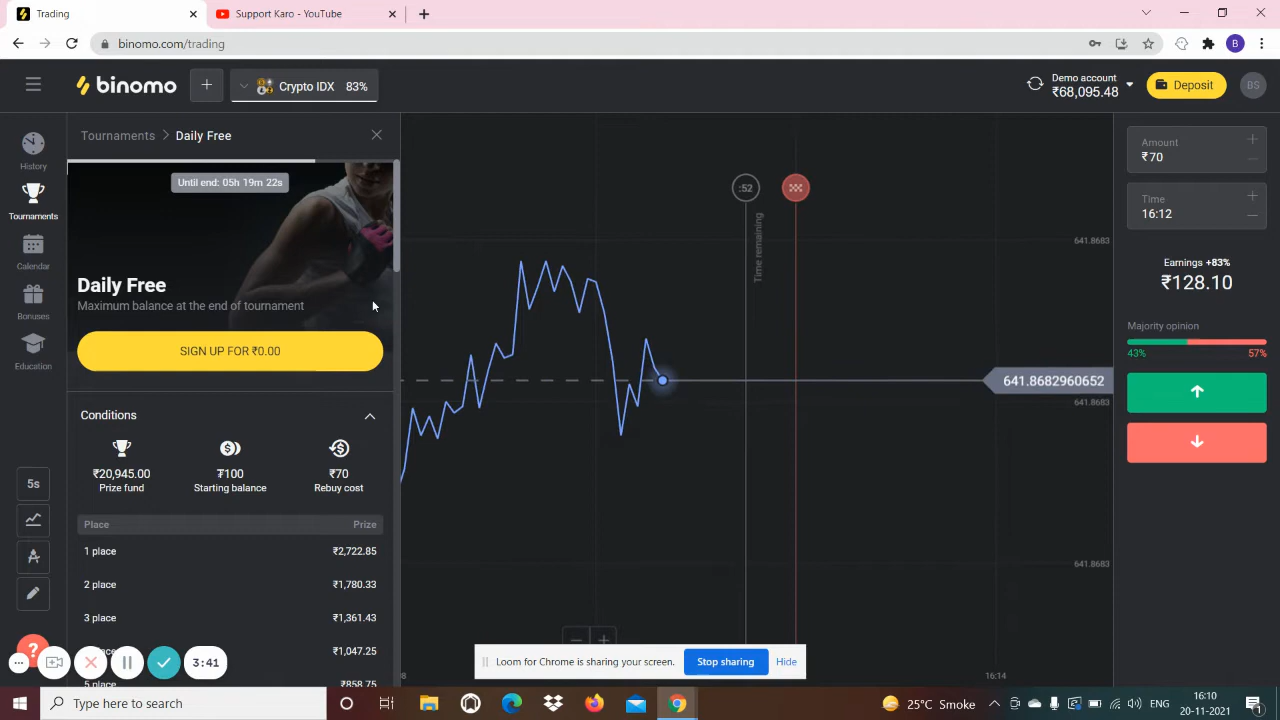 Trading
Support Karo - YouTube
binomo.com/trading
B
binomo
Crypto IDX 83%
Demo account
₹68,095.48
Deposit
BS
History
Tournaments
Calendar
Bonuses
Education
5s
Tournaments > Daily Free
Until end: 05h 19m 22s
Daily Free
Maximum balance at the end of tournament
SIGN UP FOR ₹0.00
Conditions
₹20,945.00
Prize fund
₮100
Starting balance
₹70
Rebuy cost
Place Prize
1 place ₹2,722.85
2 place ₹1,780.33
3 place ₹1,361.43
₹1,047.25
₹858.75
:52
Time remaining
641.8683
641.8682960652
641.8683
641.8683
16:14
Amount
₹70
Time
16:12
Earnings +83%
₹128.10
Majority opinion
43% 57%
?
3:41
Loom for Chrome is sharing your screen.
Stop sharing
Hide
Type here to search
25°C Smoke
ENG
16:10
20-11-2021
1